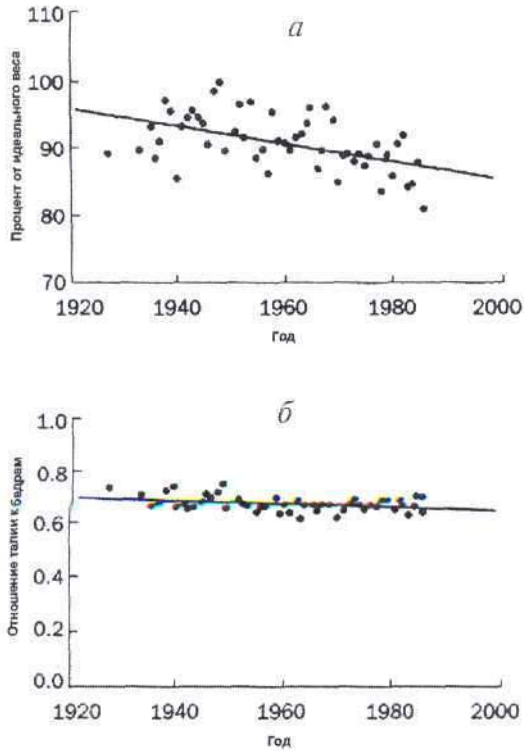 а
110
100
90
80
70
Процент от идеального веса
1920 1940 1960 1980 2000
Год
б
1.0
0.8
0.6
0.4
0.2
0.0
Отношение талии к бедрам
1920 1940 1960 1980 2000
Год